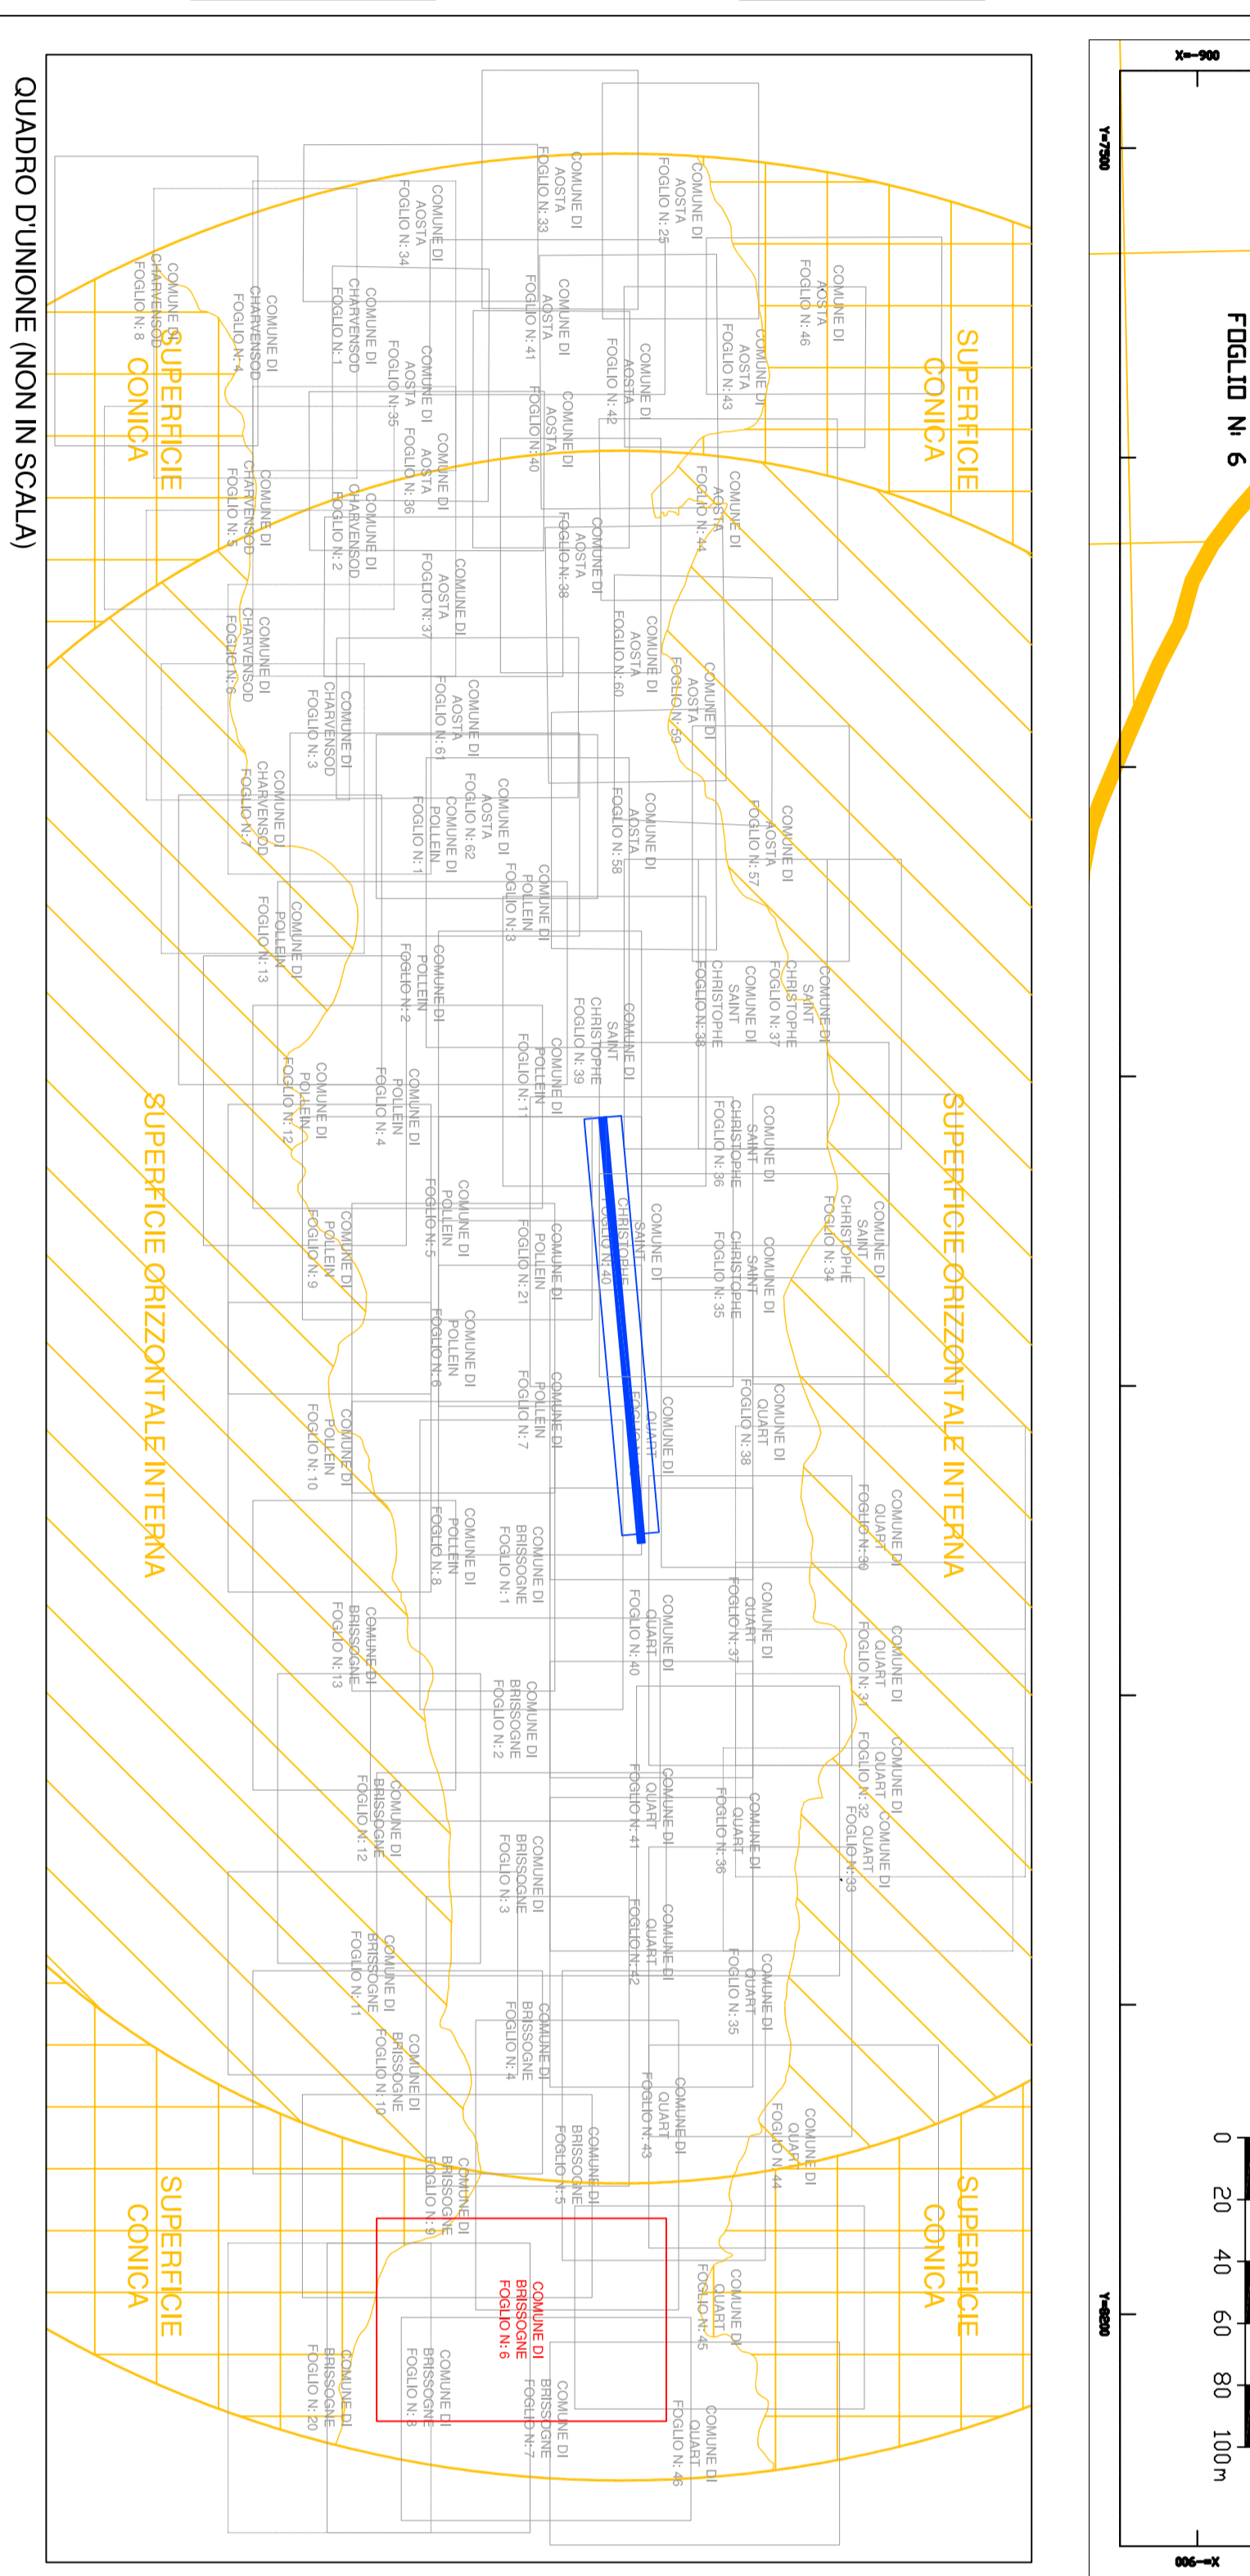 QUADRO D'UNIONE (NON IN SCALA)
X=-900
Y=7500
FOGLIO N: 6
Y=8200
X=-900
0
20
40
60
80
100m
SUPERFICIE
CONICA
SUPERFICIE
CONICA
SUPERFICIE ORIZZONTALE INTERNA
SUPERFICIE ORIZZONTALE INTERNA
SUPERFICIE
CONICA
SUPERFICIE
CONICA
COMUNE DI
AOSTA
FOGLIO N: 25
COMUNE DI
AOSTA
FOGLIO N: 33
COMUNE DI
AOSTA
FOGLIO N: 34
COMUNE DI
CHARVENSOD
FOGLIO N: 8
COMUNE DI
CHARVENSOD
FOGLIO N: 4
COMUNE DI
CHARVENSOD
FOGLIO N: 1
COMUNE DI
AOSTA
FOGLIO N: 41
COMUNE DI
AOSTA
FOGLIO N: 46
COMUNE DI
AOSTA
FOGLIO N: 43
COMUNE DI
AOSTA
FOGLIO N: 42
COMUNE DI
AOSTA
FOGLIO N: 35
COMUNE DI
AOSTA
FOGLIO N: 40
COMUNE DI
AOSTA
FOGLIO N: 36
COMUNE DI
CHARVENSOD
FOGLIO N: 5
COMUNE DI
CHARVENSOD
FOGLIO N: 2
COMUNE DI
AOSTA
FOGLIO N: 44
COMUNE DI
AOSTA
FOGLIO N: 38
COMUNE DI
AOSTA
FOGLIO N: 37
COMUNE DI
CHARVENSOD
FOGLIO N: 6
COMUNE DI
AOSTA
FOGLIO N: 60
COMUNE DI
AOSTA
FOGLIO N: 59
COMUNE DI
CHARVENSOD
FOGLIO N: 3
COMUNE DI
AOSTA
FOGLIO N: 61
COMUNE DI
CHARVENSOD
FOGLIO N: 7
COMUNE DI
AOSTA
FOGLIO N: 62
COMUNE DI
POLLEIN
FOGLIO N: 1
COMUNE DI
AOSTA
FOGLIO N: 58
COMUNE DI
AOSTA
FOGLIO N: 57
COMUNE DI
POLLEIN
FOGLIO N: 3
COMUNE DI
POLLEIN
FOGLIO N: 13
COMUNE DI
POLLEIN
FOGLIO N: 2
COMUNE DI
SAINT
CHRISTOPHE
FOGLIO N: 37
COMUNE DI
SAINT
CHRISTOPHE
FOGLIO N: 38
COMUNE DI
SAINT
CHRISTOPHE
FOGLIO N: 39
COMUNE DI
POLLEIN
FOGLIO N: 11
COMUNE DI
POLLEIN
FOGLIO N: 12
COMUNE DI
POLLEIN
FOGLIO N: 4
COMUNE DI
SAINT
CHRISTOPHE
FOGLIO N: 36
COMUNE DI
SAINT
CHRISTOPHE
FOGLIO N: 34
COMUNE DI
SAINT
CHRISTOPHE
FOGLIO N: 40
COMUNE DI
SAINT
CHRISTOPHE
FOGLIO N: 35
COMUNE DI
POLLEIN
FOGLIO N: 5
COMUNE DI
POLLEIN
FOGLIO N: 9
COMUNE DI
POLLEIN
FOGLIO N: 21
COMUNE DI
POLLEIN
FOGLIO N: 6
COMUNE DI
POLLEIN
FOGLIO N: 7
COMUNE DI
POLLEIN
FOGLIO N: 10
COMUNE DI
QUART
COMUNE DI
QUART
FOGLIO N: 38
COMUNE DI
QUART
FOGLIO N: 30
COMUNE DI
POLLEIN
FOGLIO N: 8
COMUNE DI
BRISSOGNE
FOGLIO N: 1
COMUNE DI
BRISSOGNE
FOGLIO N: 13
COMUNE DI
QUART
FOGLIO N: 40
COMUNE DI
QUART
FOGLIO N: 37
COMUNE DI
QUART
FOGLIO N: 31
COMUNE DI
BRISSOGNE
FOGLIO N: 2
COMUNE DI
QUART
FOGLIO N: 32
COMUNE DI
QUART
FOGLIO N: 33
COMUNE DI
QUART
FOGLIO N: 41
COMUNE DI
QUART
FOGLIO N: 36
COMUNE DI
BRISSOGNE
FOGLIO N: 12
COMUNE DI
BRISSOGNE
FOGLIO N: 3
COMUNE DI
QUART
FOGLIO N: 42
COMUNE DI
BRISSOGNE
FOGLIO N: 11
COMUNE DI
QUART
FOGLIO N: 35
COMUNE DI
BRISSOGNE
FOGLIO N: 4
COMUNE DI
BRISSOGNE
FOGLIO N: 10
COMUNE DI
QUART
FOGLIO N: 43
COMUNE DI
QUART
FOGLIO N: 44
COMUNE DI
BRISSOGNE
FOGLIO N: 5
COMUNE DI
BRISSOGNE
FOGLIO N: 9
COMUNE DI
BRISSOGNE
FOGLIO N: 6
COMUNE DI
QUART
FOGLIO N: 45
COMUNE DI
BRISSOGNE
FOGLIO N: 20
COMUNE DI
BRISSOGNE
FOGLIO N: 8
COMUNE DI
BRISSOGNE
FOGLIO N: 7
COMUNE DI
QUART
FOGLIO N: 46